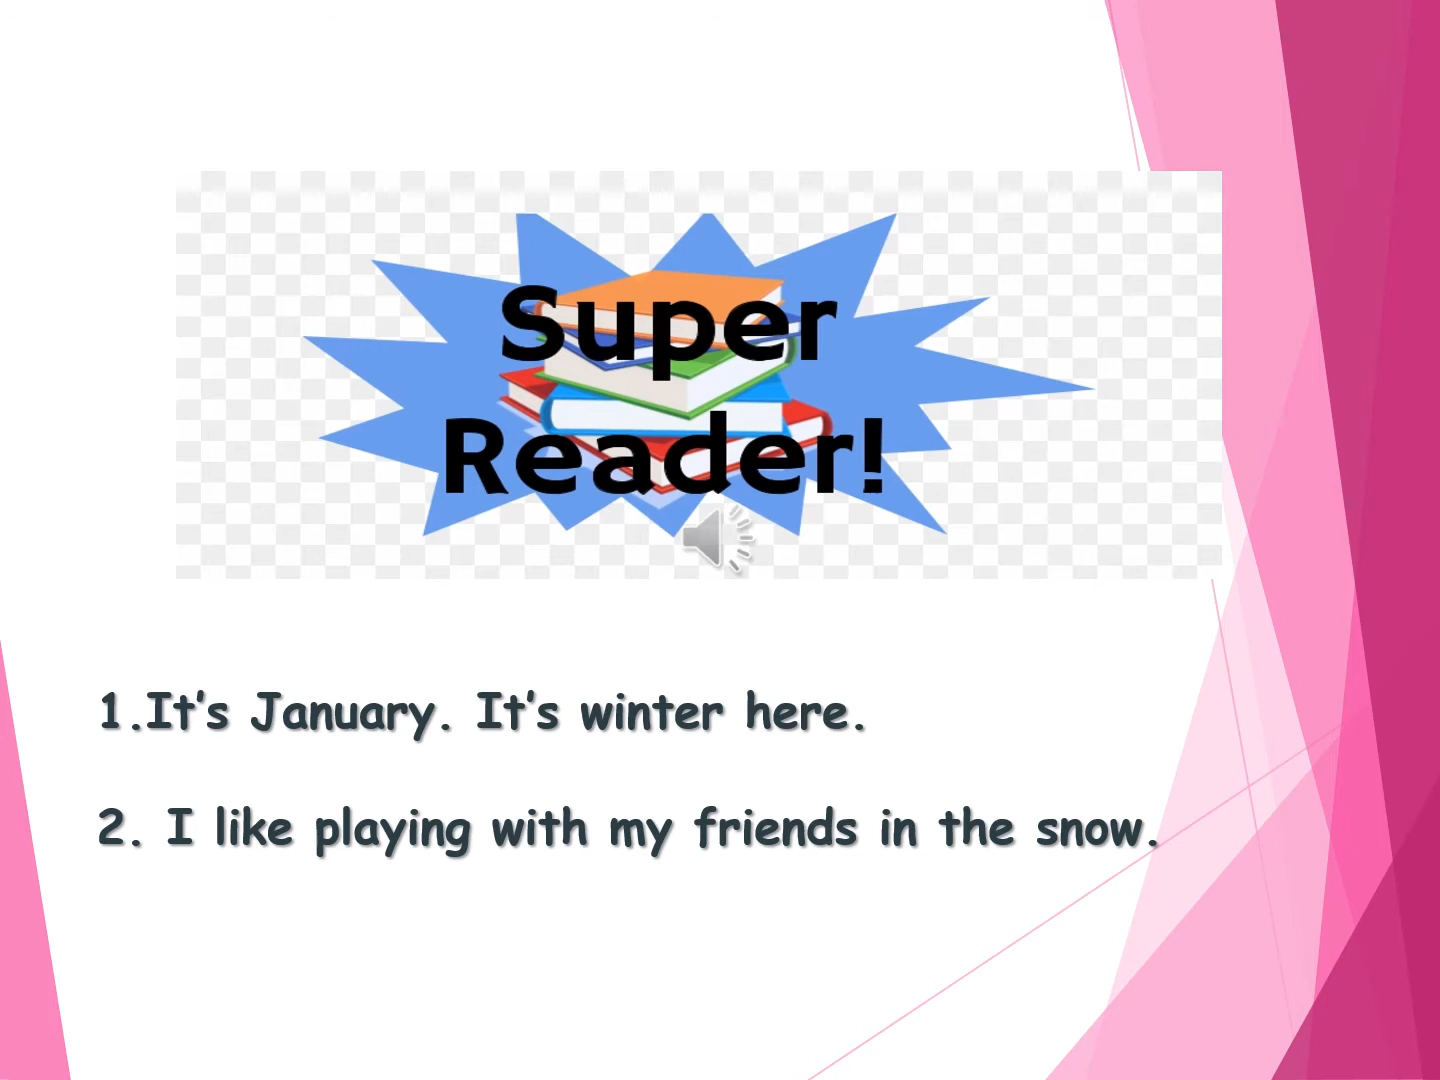 Super
Reader!
1.It’s January. It’s winter here.
2. I like playing with my friends in the snow.